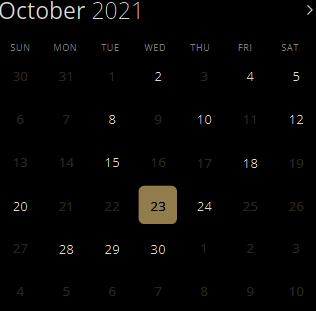 October 2021
SUN MON TUE WED THU FRI SAT
30 31 1 2 3 4 5
6 7 8 9 10 11 12
13 14 15 16 17 18 19
20 21 22 23 24 25 26
27 28 29 30 1 2 3
4 5 6 7 8 9 10